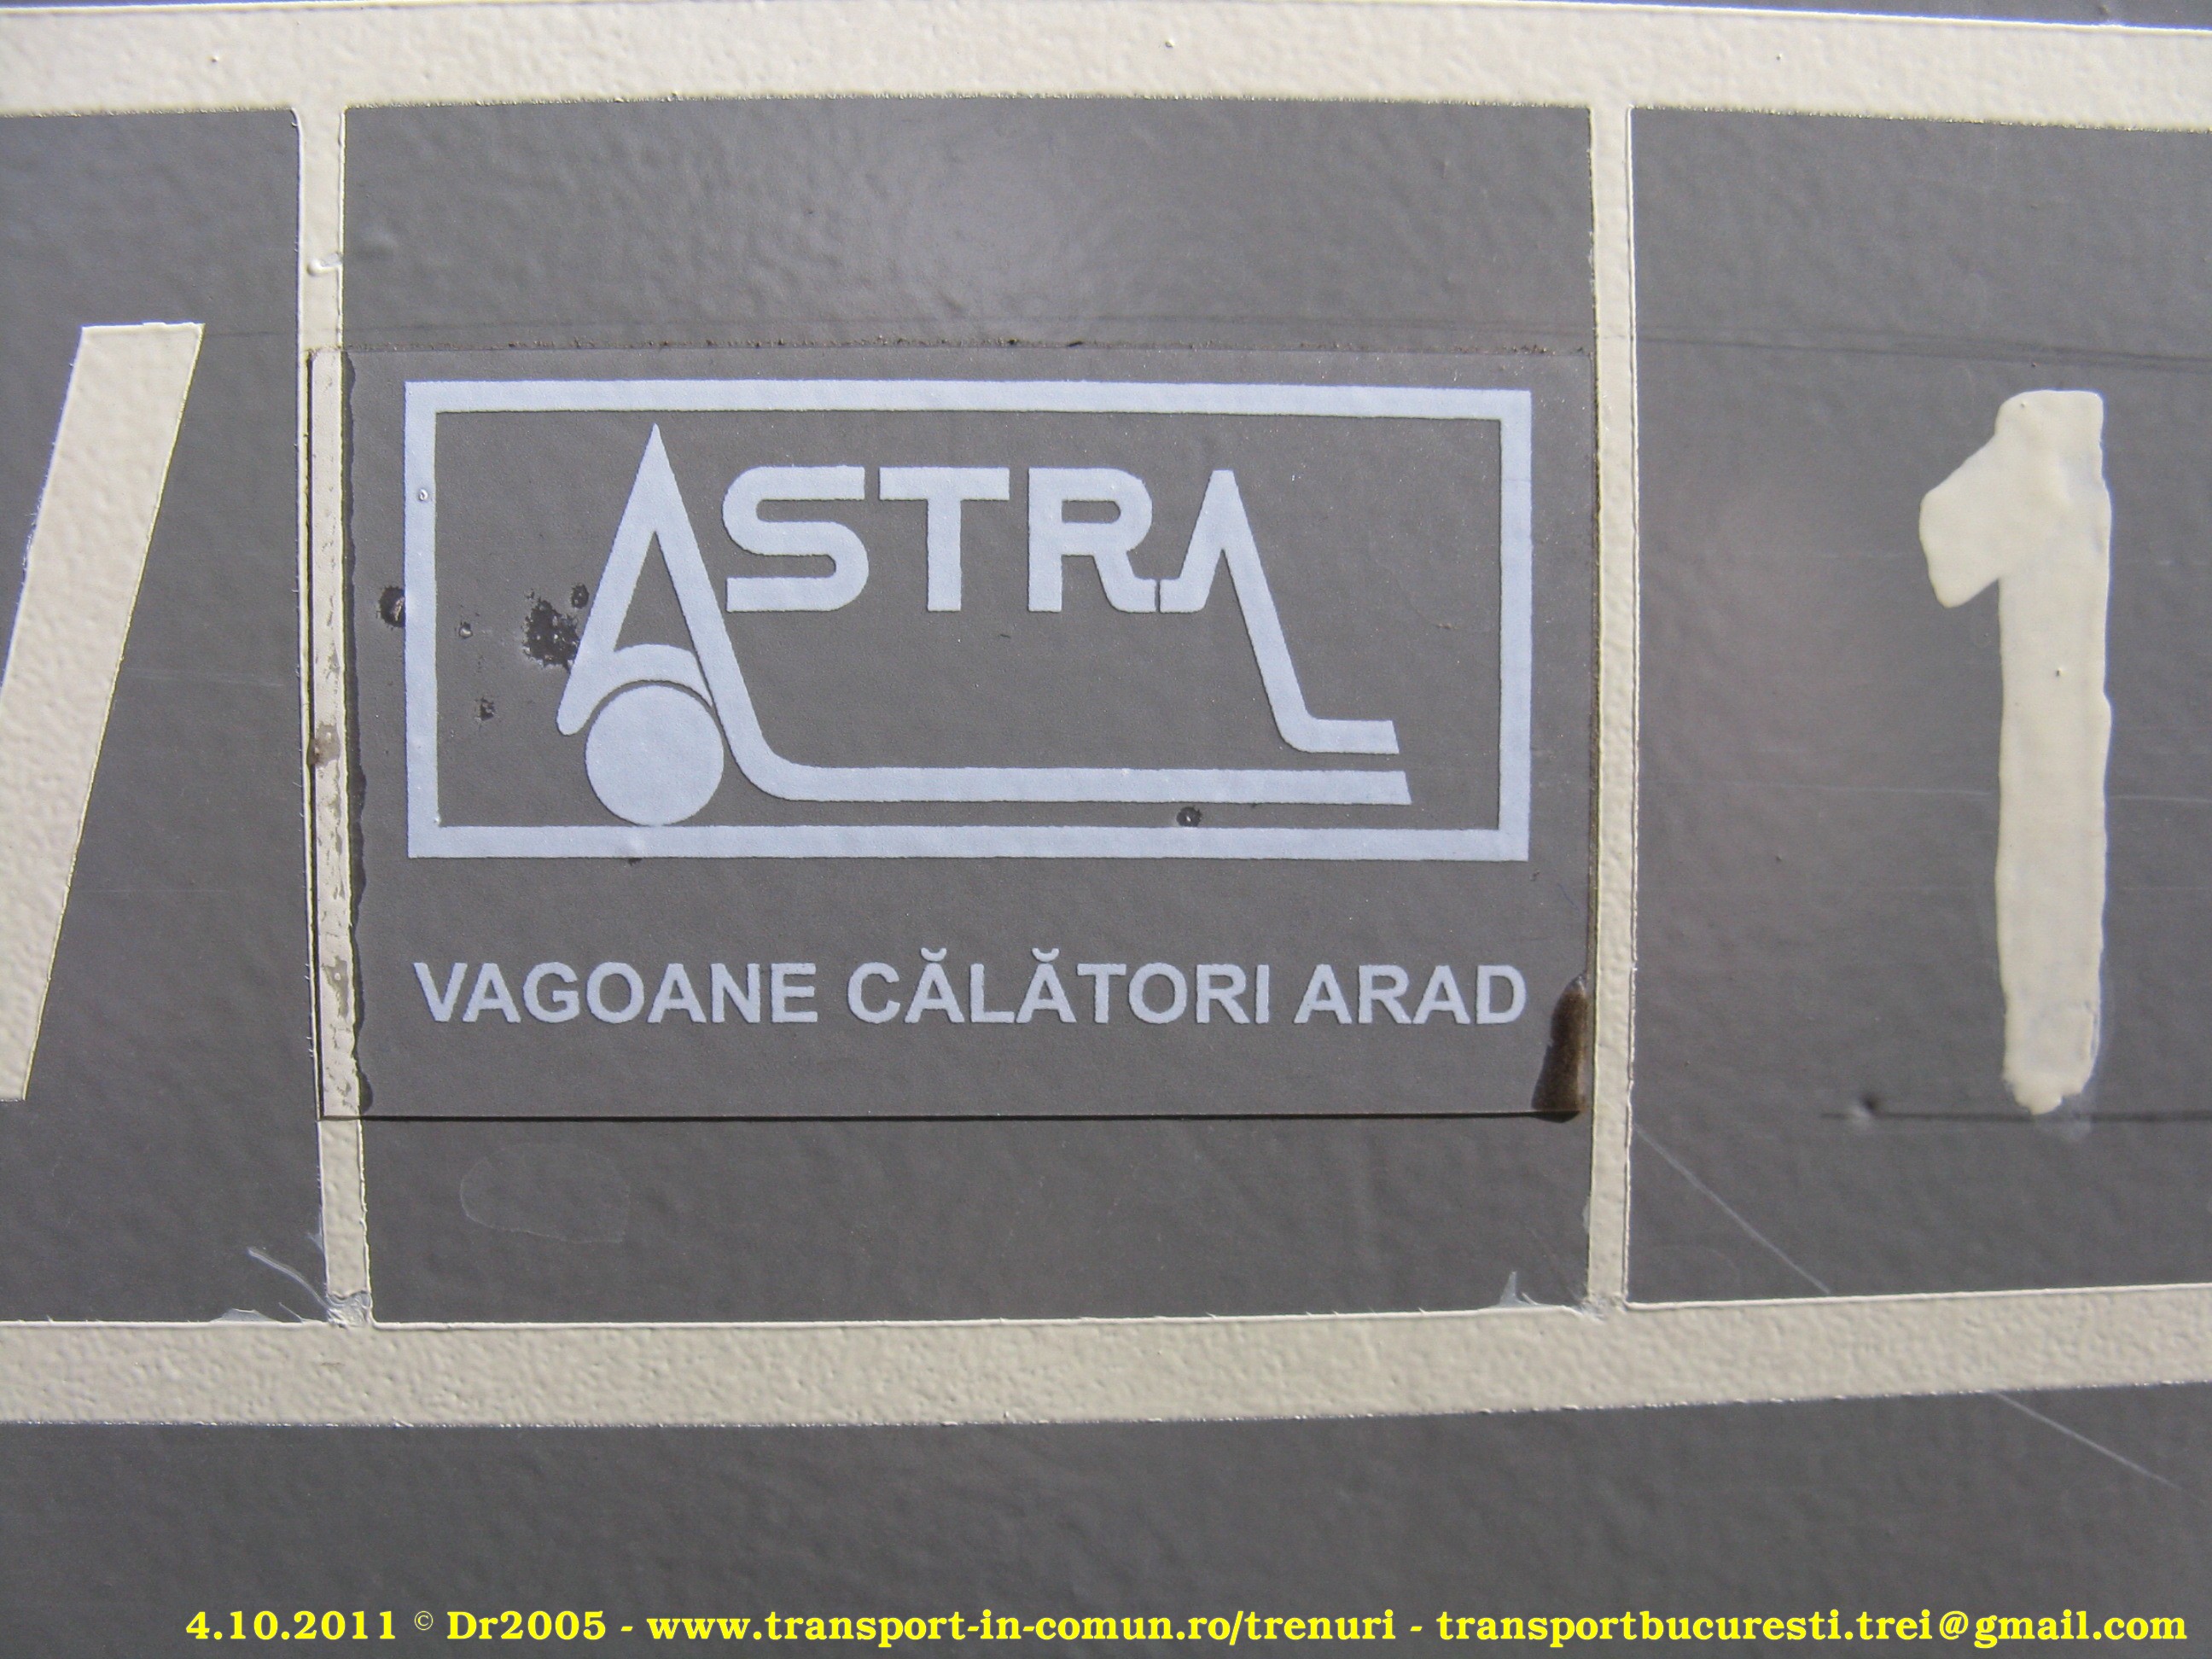 ASTRA
VAGOANE CĂLĂTORI ARAD
1
4.10.2011 © Dr2005 - www.transport-in-comun.ro/trenuri - transportbucuresti.trei@gmail.com